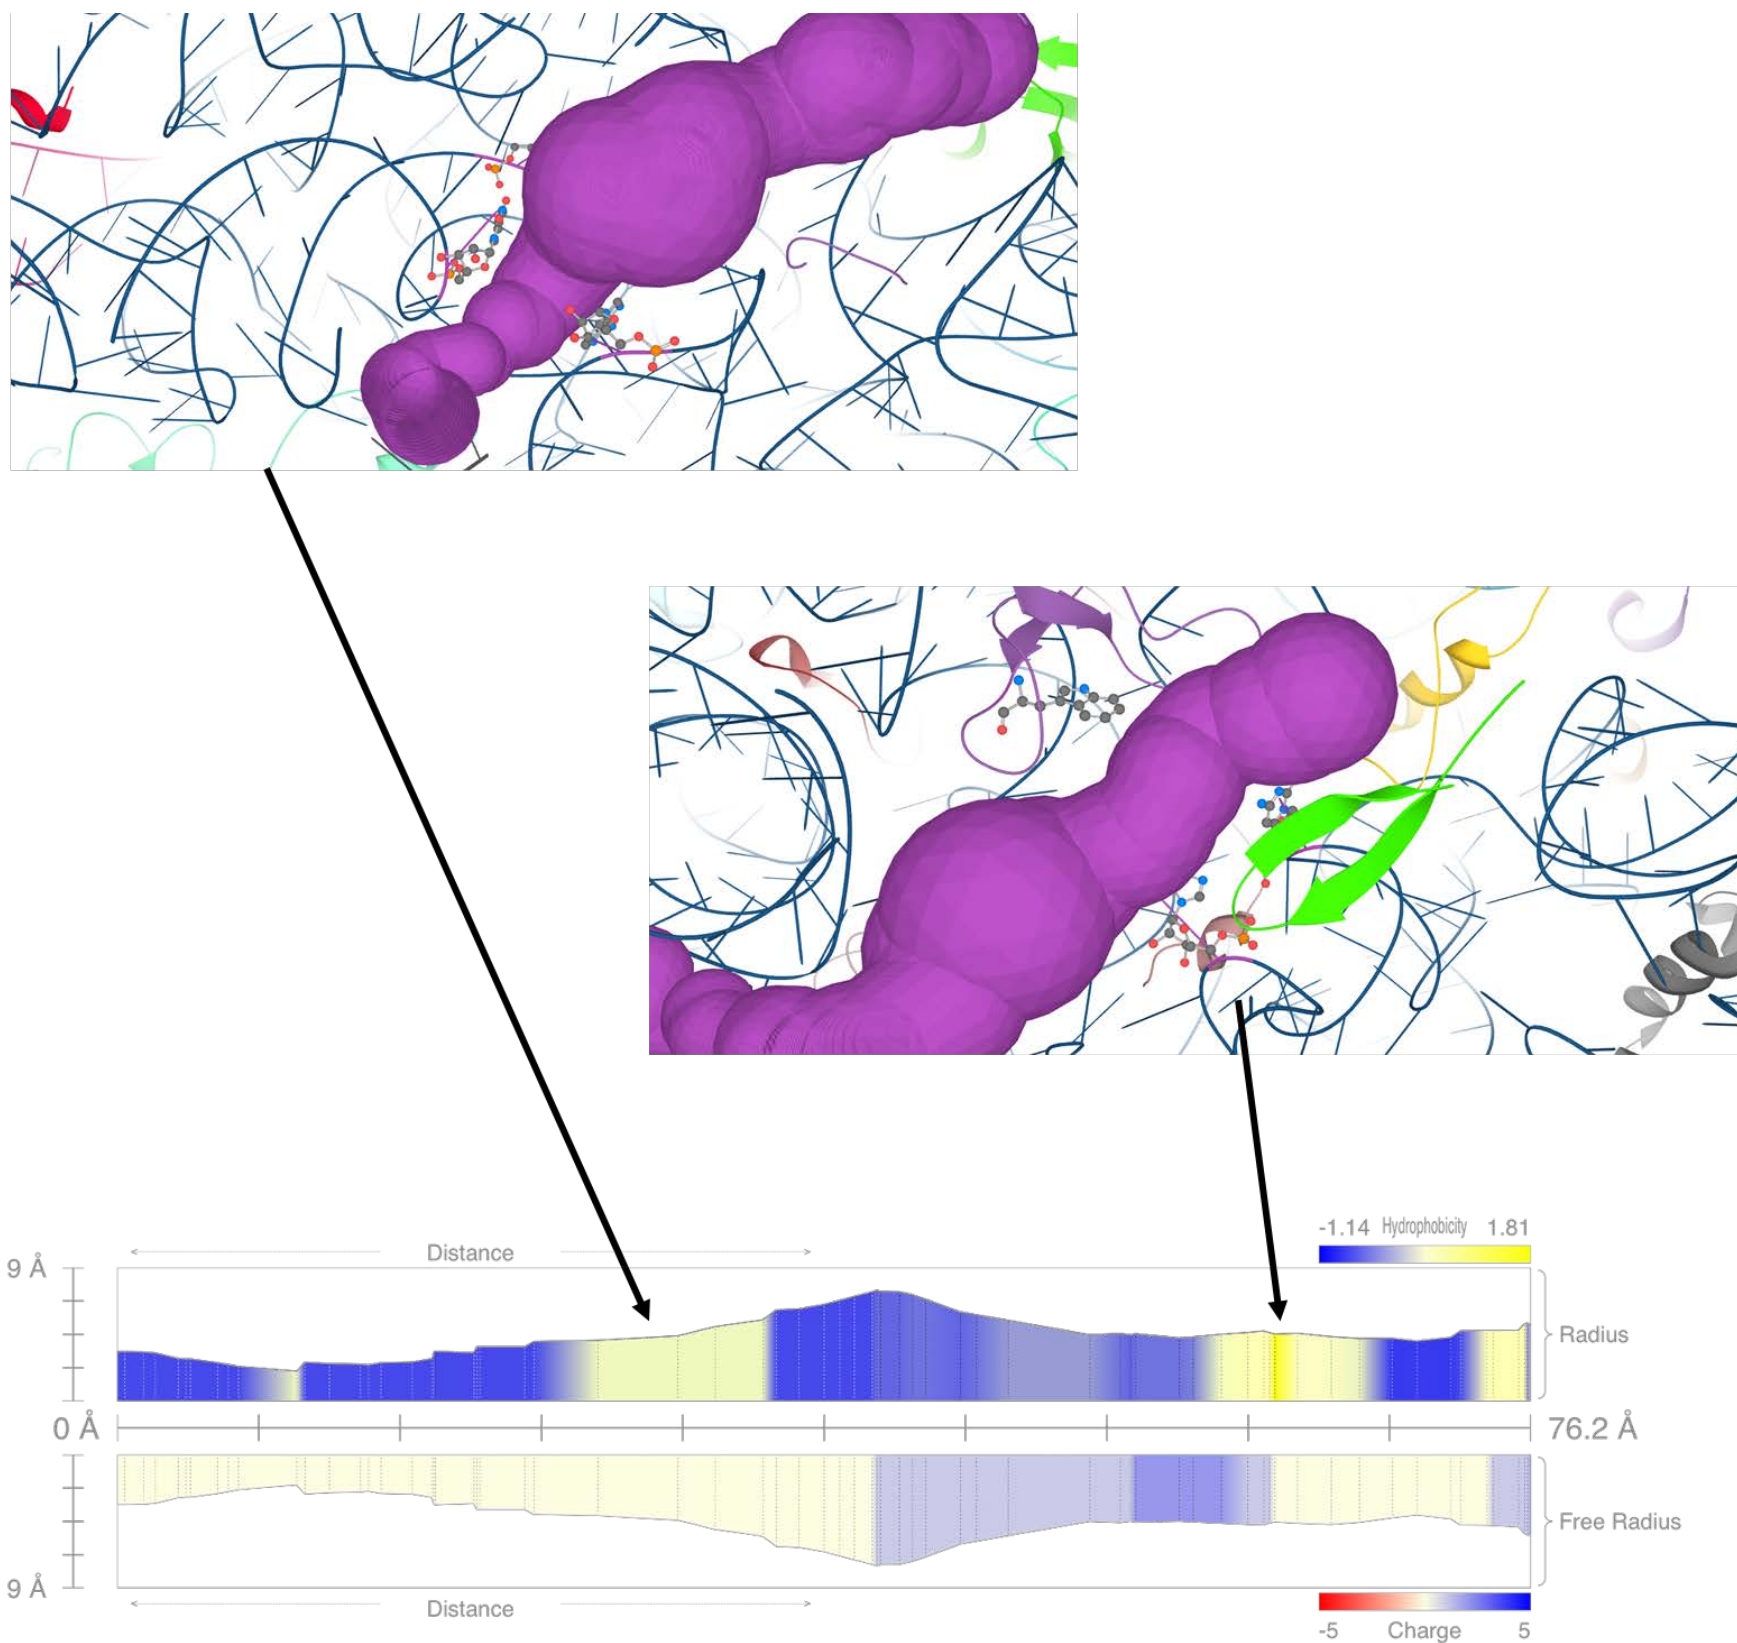 -1.14 Hydrophobicity 1.81
Distance
9 Å
Radius
0 Å
76.2 Å
Free Radius
9 Å
Distance
-5 Charge 5